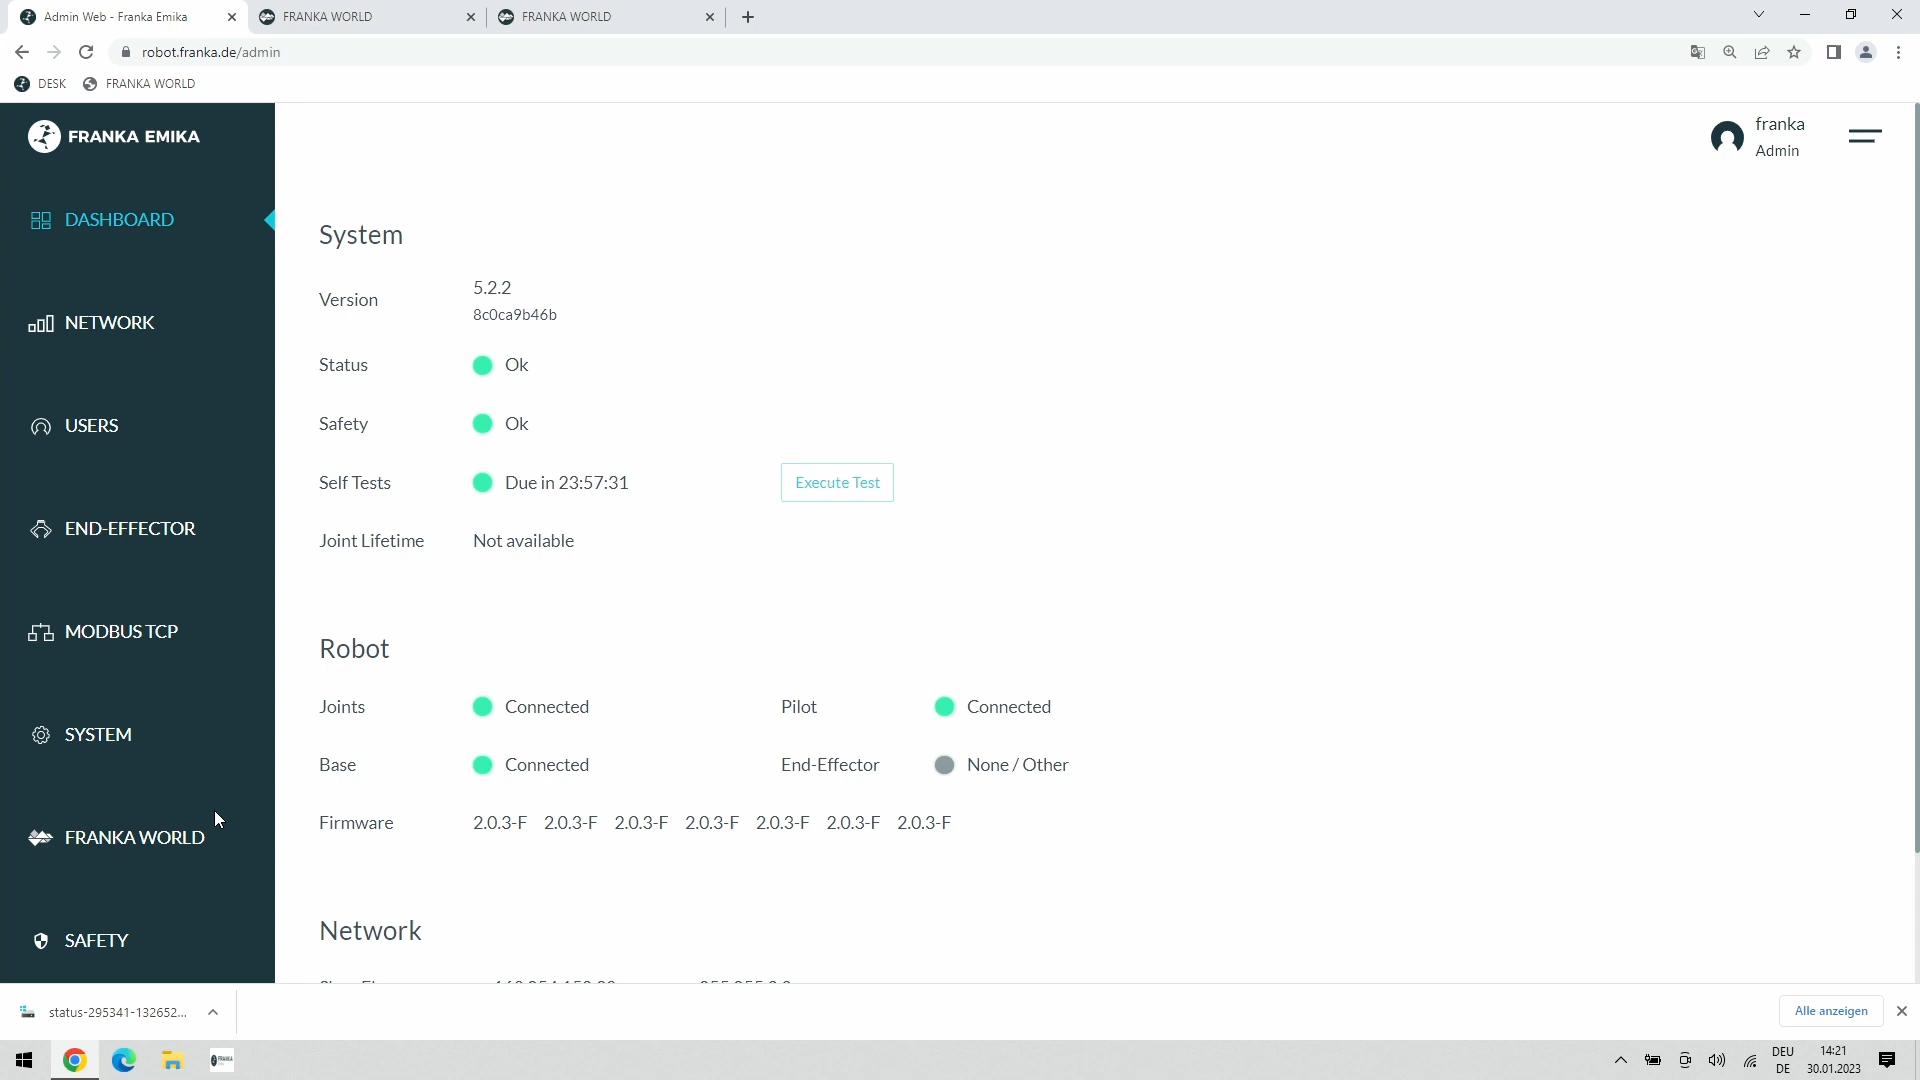 Admin Web - Franka Emika
FRANKA WORLD
FRANKA WORLD
robot.franka.de/admin
DESK
FRANKA WORLD
FRANKA EMIKA
franka
Admin
DASHBOARD
NETWORK
USERS
END-EFFECTOR
MODBUS TCP
SYSTEM
FRANKA WORLD
SAFETY
System
Version 5.2.2
8c0ca9b46b
Status Ok
Safety Ok
Self Tests Due in 23:57:31 Execute Test
Joint Lifetime Not available
Robot
Joints Connected Pilot Connected
Base Connected End-Effector None / Other
Firmware 2.0.3-F 2.0.3-F 2.0.3-F 2.0.3-F 2.0.3-F 2.0.3-F 2.0.3-F
Network
status-295341-132652...
Alle anzeigen
DEU
DE
14:21
30.01.2023